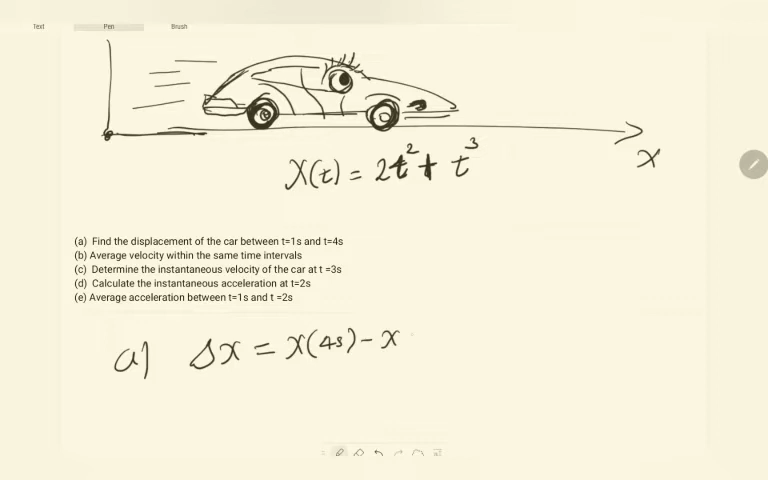 Text Pen Brush
X(t) = 2t² + t³
x
(a) Find the displacement of the car between t=1s and t=4s
(b) Average velocity within the same time intervals
(c) Determine the instantaneous velocity of the car at t =3s
(d) Calculate the instantaneous acceleration at t=2s
(e) Average acceleration between t=1s and t =2s
a) Δx = x(4s) - x